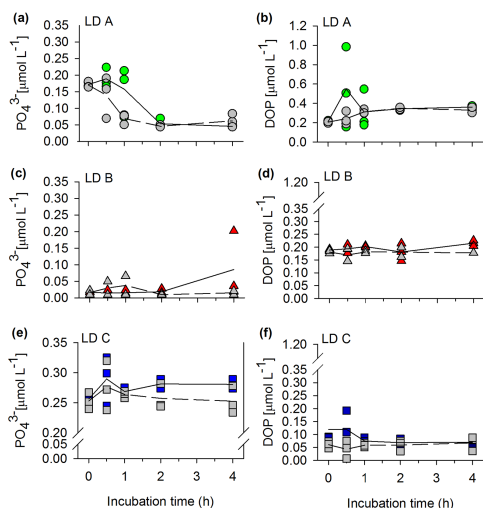 (a) LD A
PO₄³⁻[µmol L⁻¹]
0.35
0.30
0.25
0.20
0.15
0.10
0.05
0.00
(b) LD A
DOP [µmol L⁻¹]
1.2
1.0
0.8
0.6
0.4
0.2
0.0
(c) LD B
PO₄³⁻[µmol L⁻¹]
0.35
0.30
0.25
0.20
0.15
0.10
0.05
0.00
(d) LD B
DOP [µmol L⁻¹]
1.20
0.35
0.30
0.25
0.20
0.15
0.10
0.05
0.00
(e) LD C
PO₄³⁻[µmol L⁻¹]
0.35
0.30
0.25
0.20
0.05
0.00
0 1 2 3 4
Incubation time (h)
(f) LD C
DOP [µmol L⁻¹]
1.20
0.35
0.30
0.25
0.20
0.15
0.10
0.05
0.00
0 1 2 3 4
Incubation time (h)